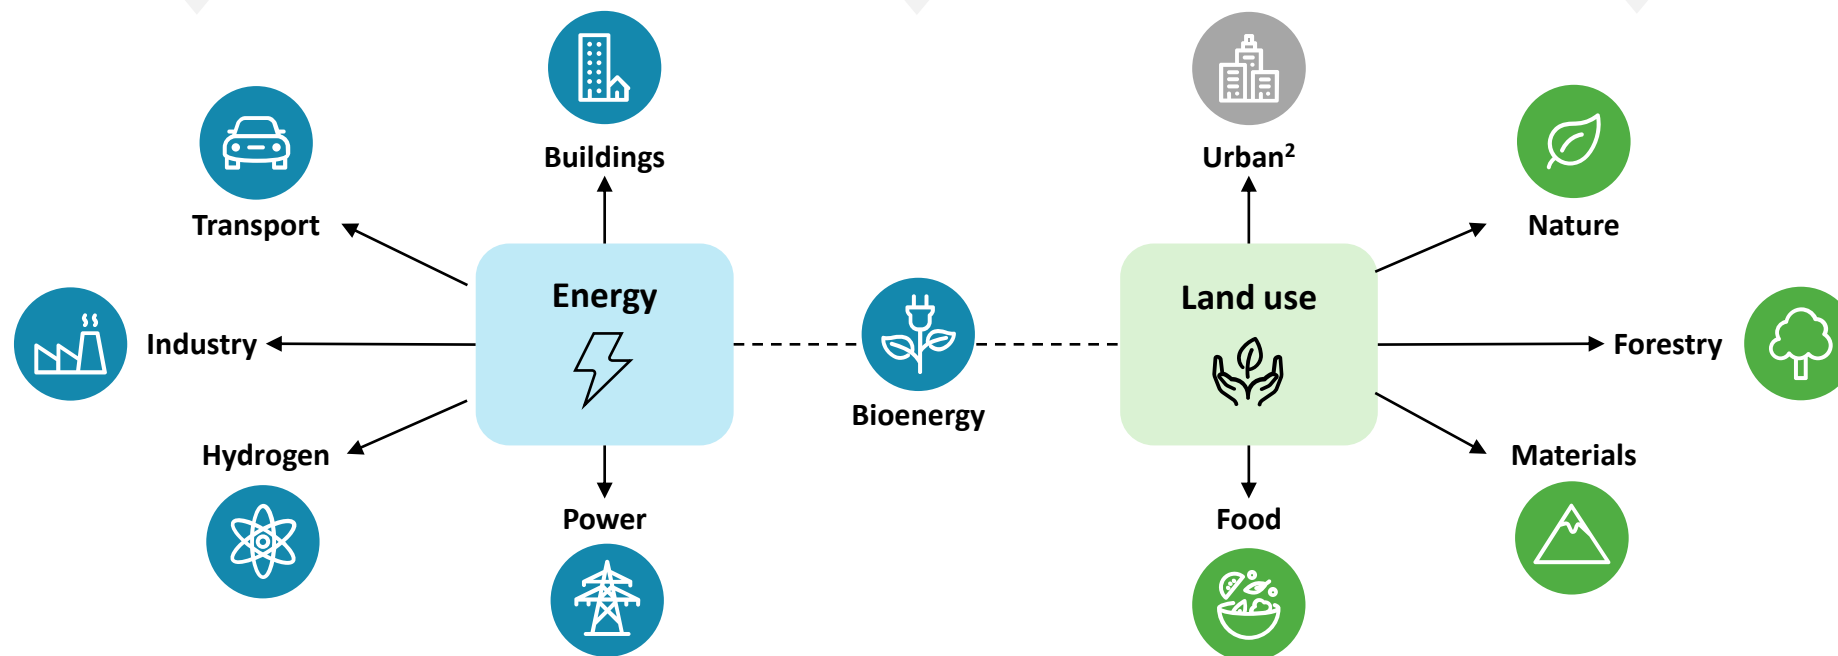 Buildings
Urban²
Transport
Nature
Energy
Land use
Industry
Forestry
Bioenergy
Hydrogen
Materials
Power
Food